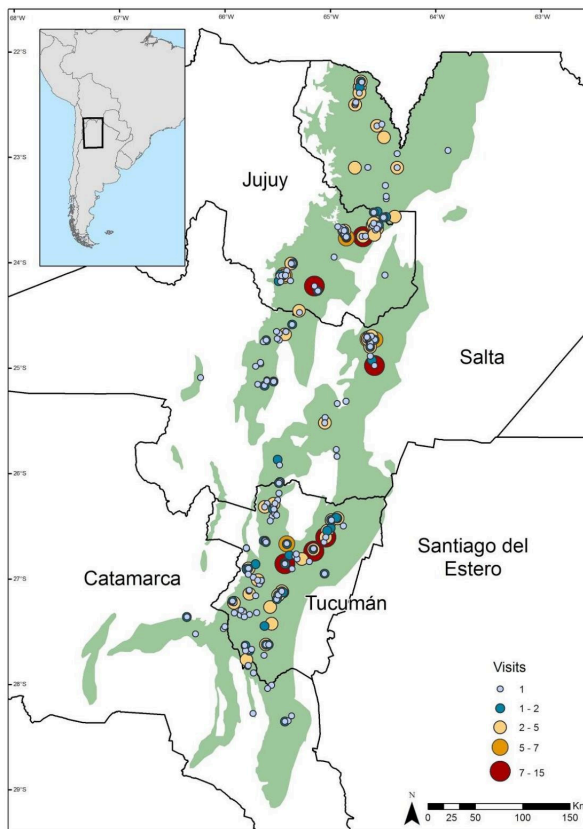 68°W 67°W 66°W 65°W 64°W 63°W 62°W
22°S
23°S
Jujuy
24°S
Salta
25°S
26°S
Santiago del
Estero
27°S
Catamarca
Tucumán
28°S
Visits
1
1 - 2
2 - 5
5 - 7
7 - 15
29°S
N
0 25 50 100 150 Km